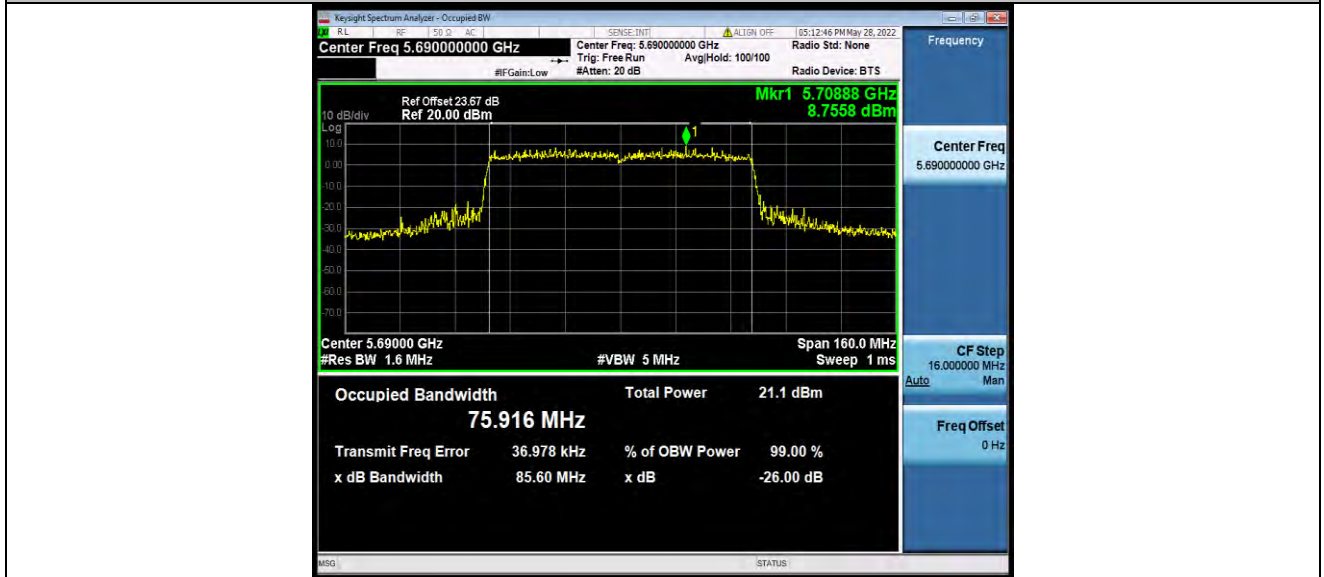 Keysight Spectrum Analyzer - Occupied BW
RL RF 50 Ω AC SENSE:INT ALIGN OFF 05:12:46 PM May 28, 2022
Center Freq 5.690000000 GHz
Center Freq: 5.690000000 GHz
Radio Std: None
Trig: Free Run Avg|Hold: 100/100
#IFGain:Low #Atten: 20 dB Radio Device: BTS
Frequency
Mkr1 5.70888 GHz
8.7558 dBm
Ref Offset 23.67 dB
10 dB/div Ref 20.00 dBm
Log
10.0
0.00
-10.0
-20.0
-30.0
-40.0
-50.0
-60.0
-70.0
1
Center 5.69000 GHz Span 160.0 MHz
#Res BW 1.6 MHz #VBW 5 MHz Sweep 1 ms
Center Freq
5.690000000 GHz
CF Step
16.000000 MHz
Auto Man
Freq Offset
0 Hz
Occupied Bandwidth Total Power 21.1 dBm
75.916 MHz
Transmit Freq Error 36.978 kHz % of OBW Power 99.00 %
x dB Bandwidth 85.60 MHz x dB -26.00 dB
MSG STATUS